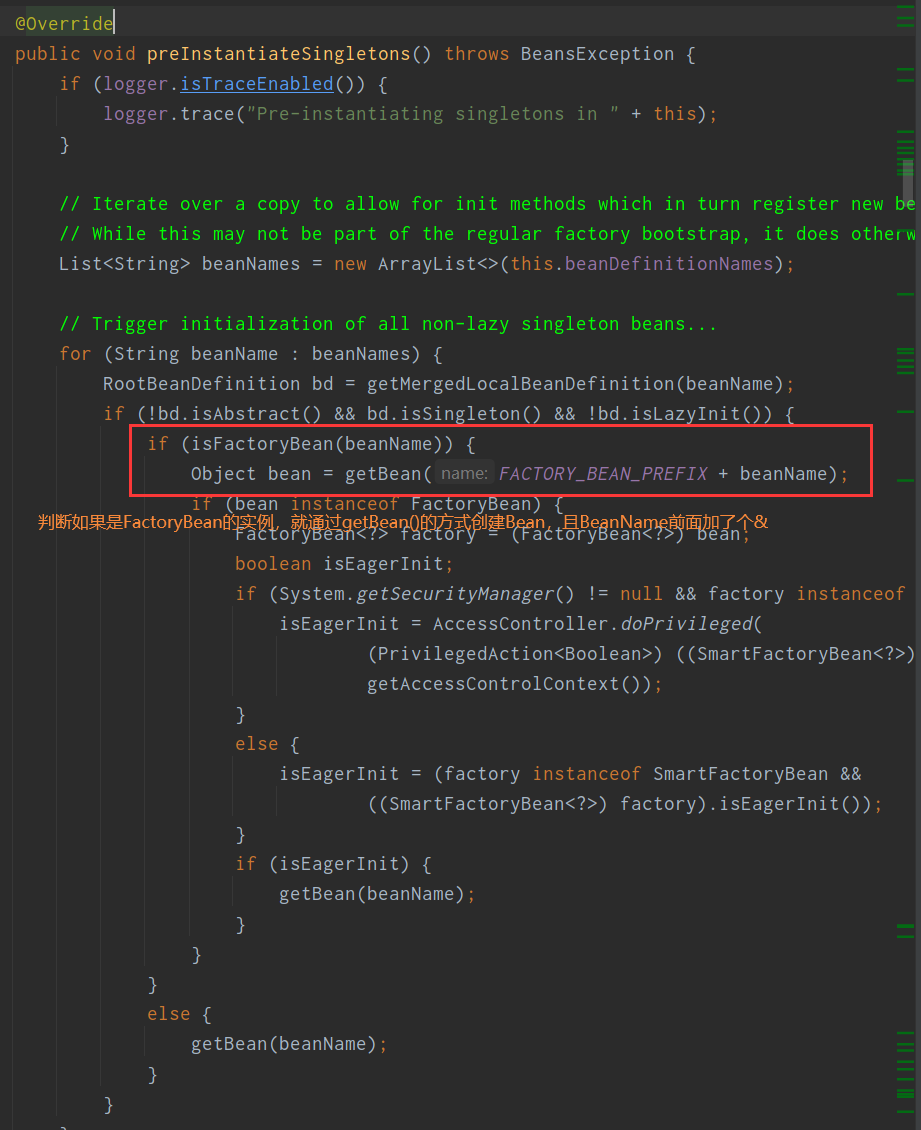 @Override
public void preInstantiateSingletons() throws BeansException {
if (logger.isTraceEnabled()) {
logger.trace("Pre-instantiating singletons in " + this);
}
// Iterate over a copy to allow for init methods which in turn register new be
// While this may not be part of the regular factory bootstrap, it does otherw
List<String> beanNames = new ArrayList<>(this.beanDefinitionNames);
// Trigger initialization of all non-lazy singleton beans...
for (String beanName : beanNames) {
RootBeanDefinition bd = getMergedLocalBeanDefinition(beanName);
if (!bd.isAbstract() && bd.isSingleton() && !bd.isLazyInit()) {
if (isFactoryBean(beanName)) {
Object bean = getBean( name: FACTORY_BEAN_PREFIX + beanName);
if (bean instanceof FactoryBean) {
判断如果是FactoryBean的实例，就通过getBean()的方式创建Bean，且BeanName前面加了个&
FactoryBean<?> factory = (FactoryBean<?>) bean;
boolean isEagerInit;
if (System.getSecurityManager() != null && factory instanceof
isEagerInit = AccessController.doPrivileged(
(PrivilegedAction<Boolean>) ((SmartFactoryBean<?>)
getAccessControlContext());
}
else {
isEagerInit = (factory instanceof SmartFactoryBean &&
((SmartFactoryBean<?>) factory).isEagerInit());
}
if (isEagerInit) {
getBean(beanName);
}
}
}
else {
getBean(beanName);
}
}